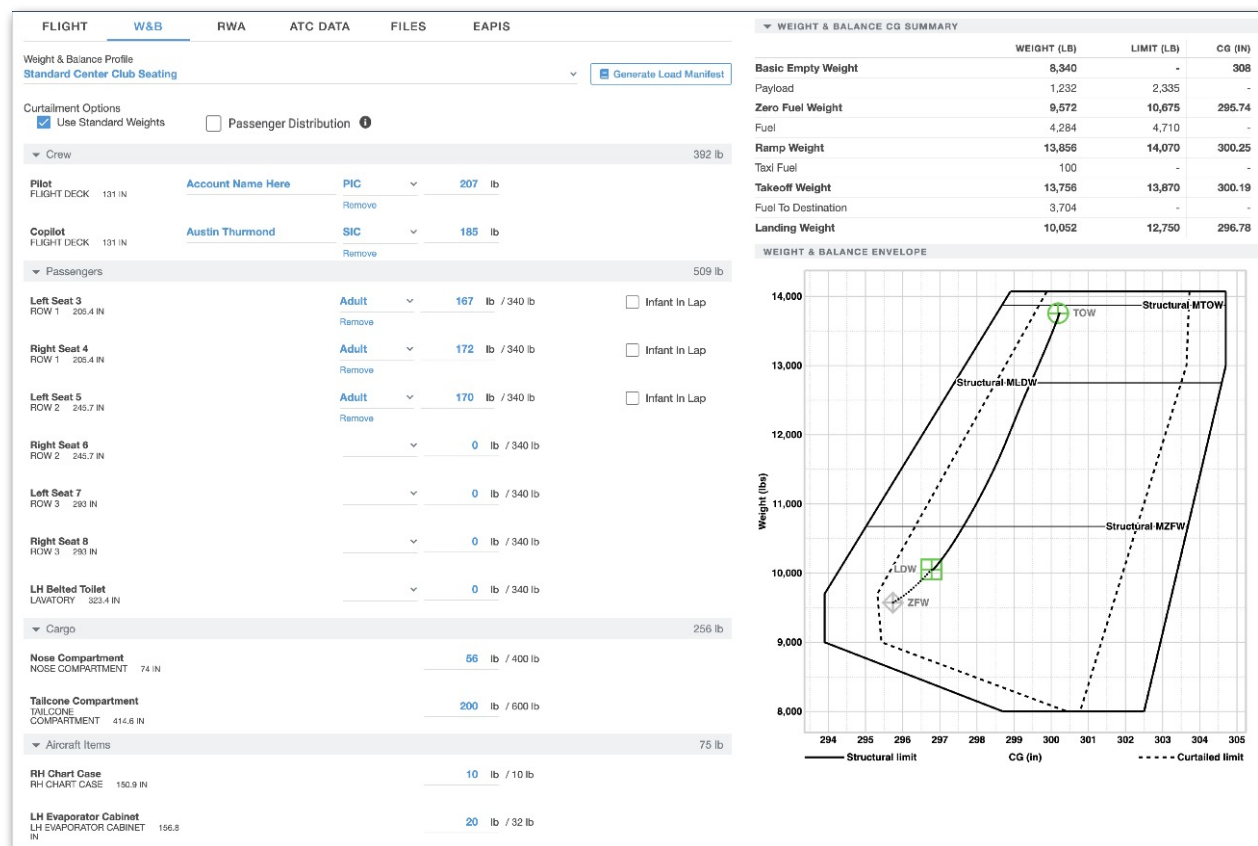 FLIGHT W&B RWA ATC DATA FILES EAPIS
Weight & Balance Profile
Standard Center Club Seating
Generate Load Manifest
Curtailment Options
Use Standard Weights Passenger Distribution
Crew 392 lb
Pilot Account Name Here PIC 207 lb
FLIGHT DECK 131 IN
Remove
Copilot Austin Thurmond SIC 185 lb
FLIGHT DECK 131 IN
Remove
Passengers 509 lb
Left Seat 3 Adult 167 lb / 340 lb Infant In Lap
ROW 1 205.4 IN
Remove
Right Seat 4 Adult 172 lb / 340 lb Infant In Lap
ROW 1 205.4 IN
Remove
Left Seat 5 Adult 170 lb / 340 lb Infant In Lap
ROW 2 245.7 IN
Remove
Right Seat 6 0 lb / 340 lb
ROW 2 245.7 IN
Left Seat 7 0 lb / 340 lb
ROW 3 293 IN
Right Seat 8 0 lb / 340 lb
ROW 3 293 IN
LH Belted Toilet 0 lb / 340 lb
LAVATORY 323.4 IN
Cargo 256 lb
Nose Compartment 56 lb / 400 lb
NOSE COMPARTMENT 74 IN
Tailcone Compartment 200 lb / 600 lb
TAILCONE
COMPARTMENT 414.6 IN
Aircraft Items 75 lb
RH Chart Case 10 lb / 10 lb
RH CHART CASE 150.9 IN
LH Evaporator Cabinet 20 lb / 32 lb
LH EVAPORATOR CABINET 156.8
IN
WEIGHT & BALANCE CG SUMMARY
WEIGHT (LB) LIMIT (LB) CG (IN)
Basic Empty Weight 8,340 - 308
Payload 1,232 2,335 -
Zero Fuel Weight 9,572 10,675 295.74
Fuel 4,284 4,710 -
Ramp Weight 13,856 14,070 300.25
Taxi Fuel 100 - -
Takeoff Weight 13,756 13,870 300.19
Fuel To Destination 3,704 - -
Landing Weight 10,052 12,750 296.78
WEIGHT & BALANCE ENVELOPE
14,000
Structural MTOW
TOW
13,000
Structural MLDW
12,000
11,000
Weight (lbs)
Structural MZFW
10,000
LDW
ZFW
9,000
8,000
294 295 296 297 298 299 300 301 302 303 304 305
Structural limit CG (in) Curtailed limit